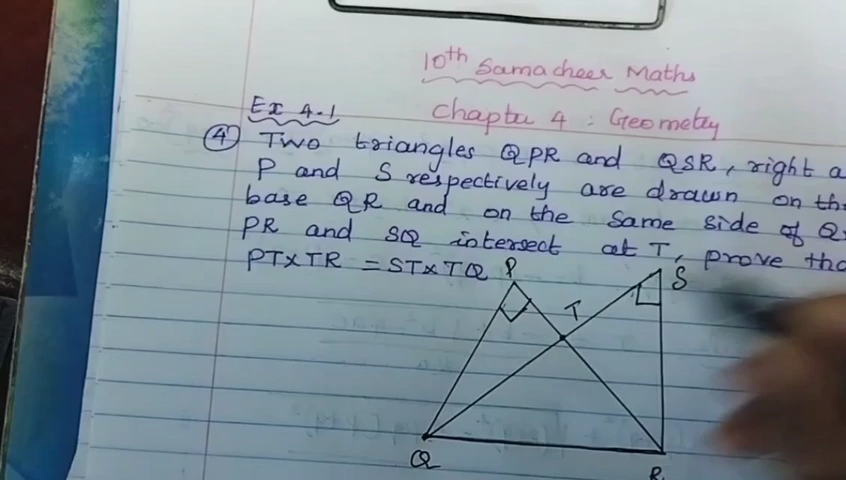 10th Samacheer Maths
Ex 4.1
Chapter 4 : Geometry
4 Two triangles QPR and QSR, right a
P and S respectively are drawn on th
base QR and on the same side of Q
PR and SQ intersect at T, prove tha
PT×TR = ST×TQ
P
S
T
Q
R